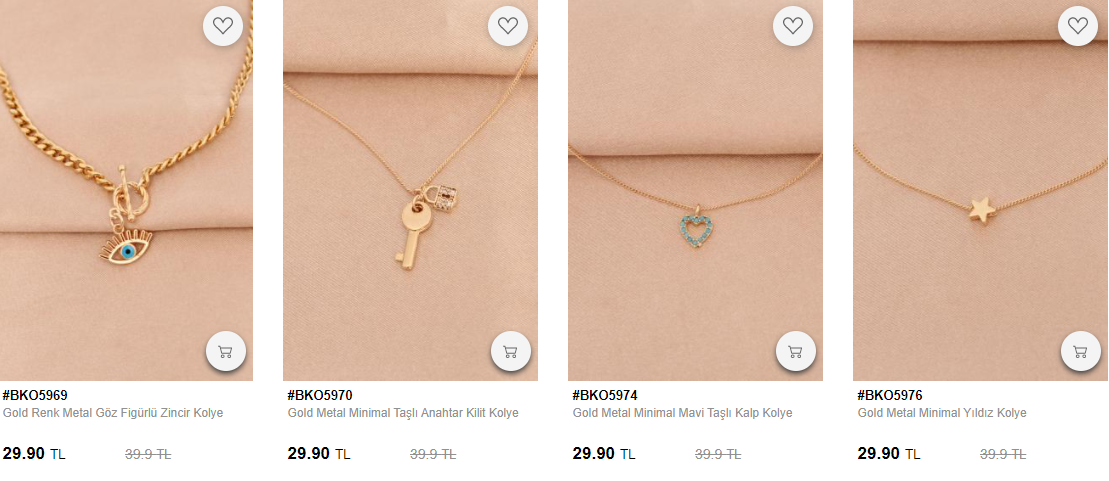 #BKO5969
Gold Renk Metal Göz Figürlü Zincir Kolye
29.90 TL 39.9 TL
#BKO5970
Gold Metal Minimal Taşlı Anahtar Kilit Kolye
29.90 TL 39.9 TL
#BKO5974
Gold Metal Minimal Mavi Taşlı Kalp Kolye
29.90 TL 39.9 TL
#BKO5976
Gold Metal Minimal Yıldız Kolye
29.90 TL 39.9 TL